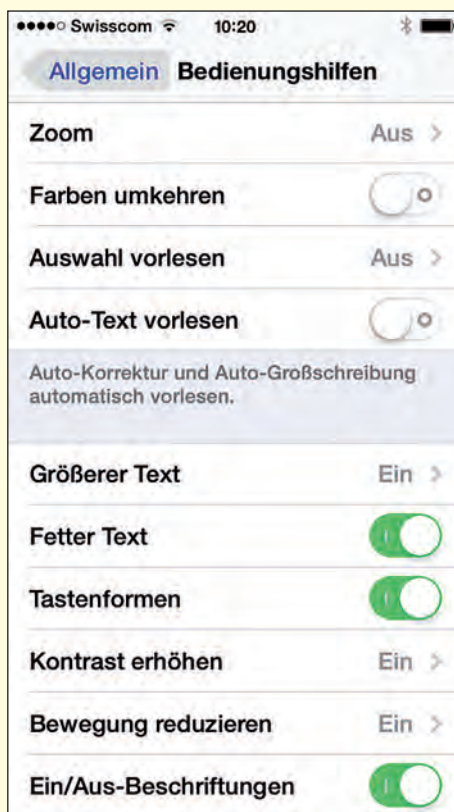 Swisscom 10:20
Allgemein Bedienungshilfen
Zoom Aus
Farben umkehren
Auswahl vorlesen Aus
Auto-Text vorlesen
Auto-Korrektur und Auto-Großschreibung
automatisch vorlesen.
Größerer Text Ein
Fetter Text
Tastenformen
Kontrast erhöhen Ein
Bewegung reduzieren Ein
Ein/Aus-Beschriftungen